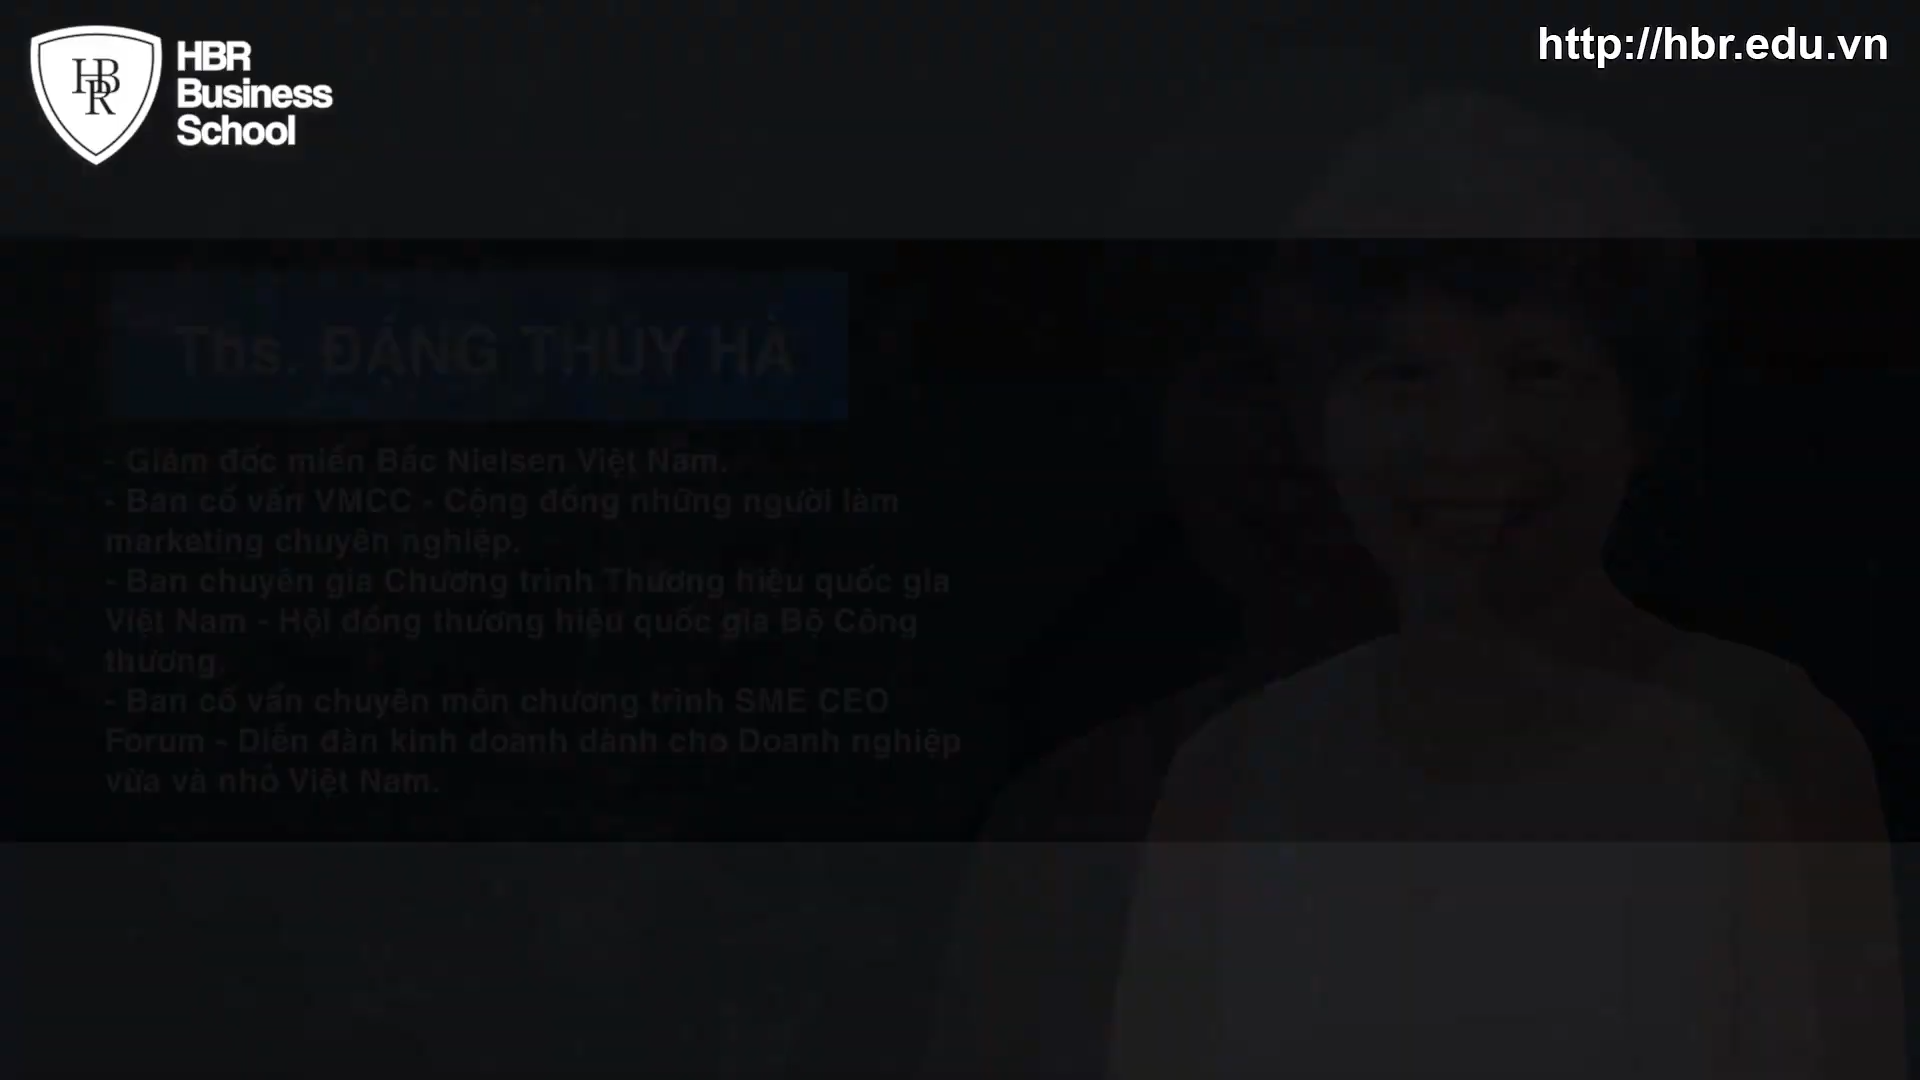 HBR
Business
School
http://hbr.edu.vn
Ths. ĐẶNG THÚY HÀ
- Giám đốc miền Bắc Nielsen Việt Nam.
- Ban cố vấn VMCC - Cộng đồng những người làm
marketing chuyên nghiệp.
- Ban chuyên gia Chương trình Thương hiệu quốc gia
Việt Nam - Hội đồng thương hiệu quốc gia Bộ Công
thương.
- Ban cố vấn chuyên môn chương trình SME CEO
Forum - Diễn đàn kinh doanh dành cho Doanh nghiệp
vừa và nhỏ Việt Nam.